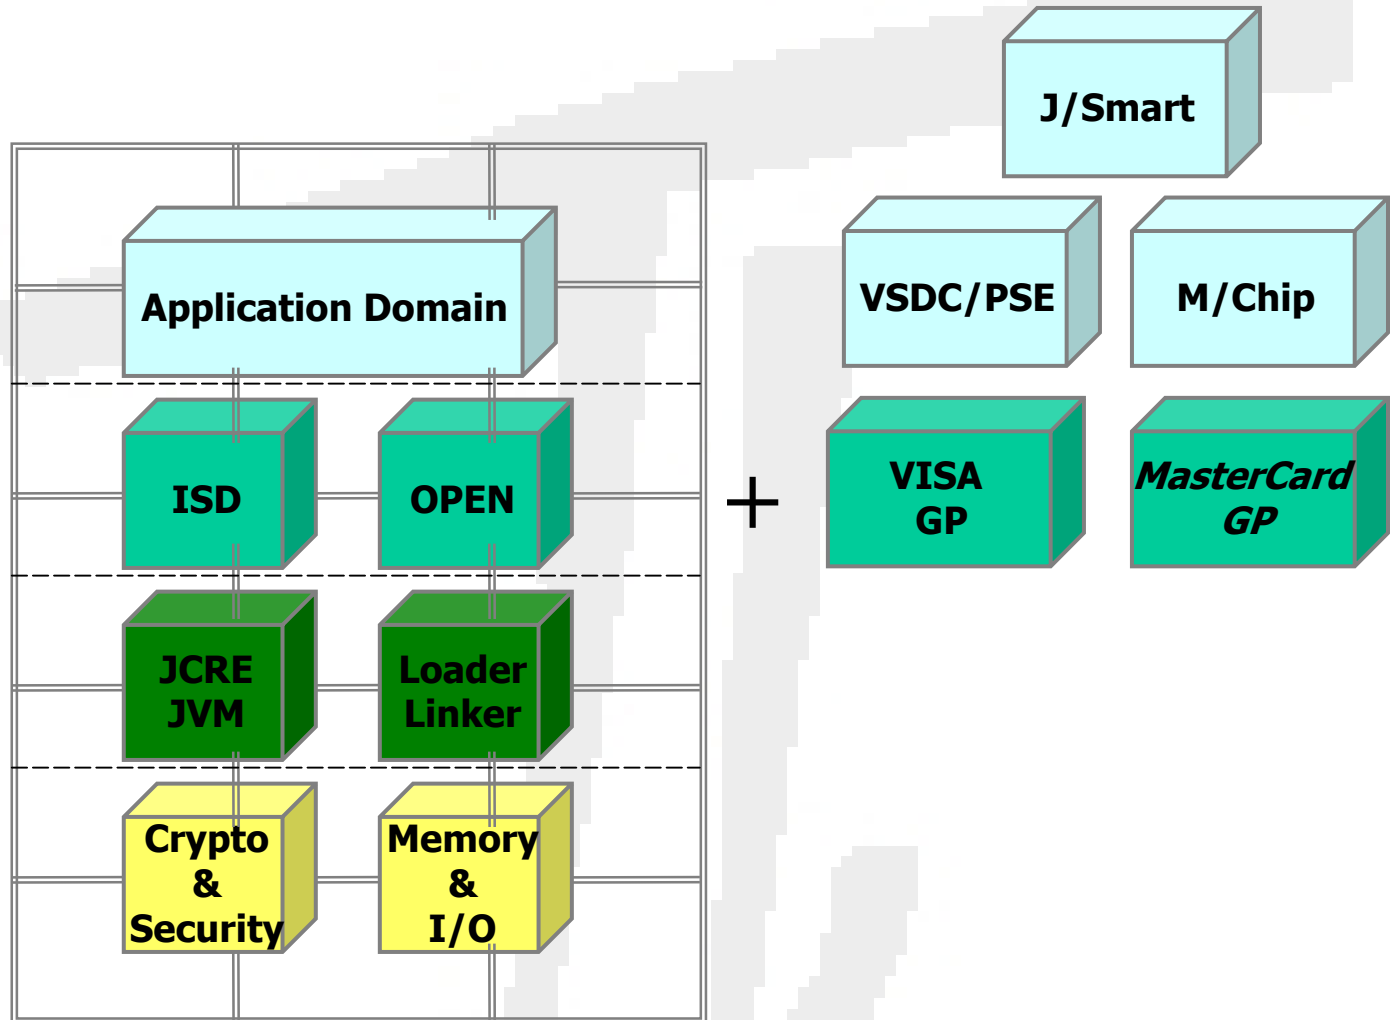 J/Smart
Application Domain
VSDC/PSE
M/Chip
ISD
OPEN
+
VISA
GP
MasterCard
GP
JCRE
JVM
Loader
Linker
Crypto
&
Security
Memory
&
I/O